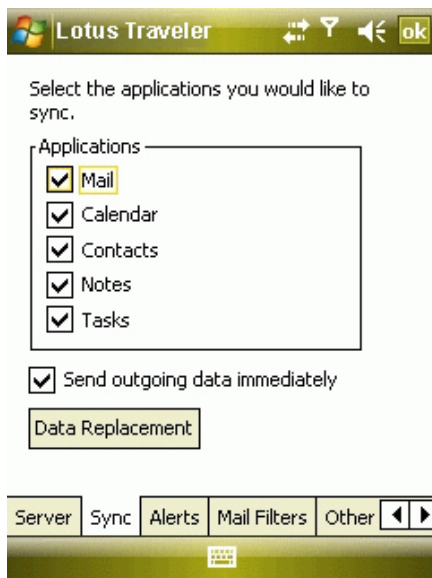 Lotus Traveler ok
Select the applications you would like to
sync.
Applications
Mail
Calendar
Contacts
Notes
Tasks
Send outgoing data immediately
Data Replacement
Server Sync Alerts Mail Filters Other